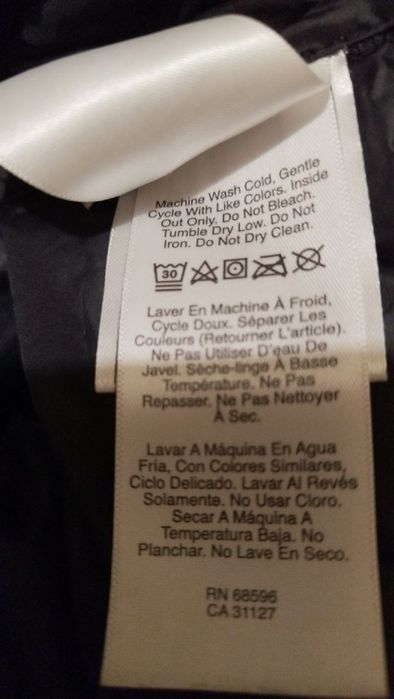 Machine Wash Cold, Gentle
Cycle With Like Colors. Inside
Out Only. Do Not Bleach.
Tumble Dry Low. Do Not
Iron. Do Not Dry Clean.
30
Laver En Machine À Froid,
Cycle Doux. Séparer Les
Couleurs (Retourner L'article).
Ne Pas Utiliser D'eau De
Javel. Sèche-linge À Basse
Température. Ne Pas
Repasser. Ne Pas Nettoyer
À Sec.
Lavar A Máquina En Agua
Fria, Con Colores Similares,
Ciclo Delicado. Lavar Al Revés
Solamente. No Usar Cloro.
Secar A Máquina A
Temperatura Baja. No
Planchar. No Lave En Seco.
RN 68596
CA 31127